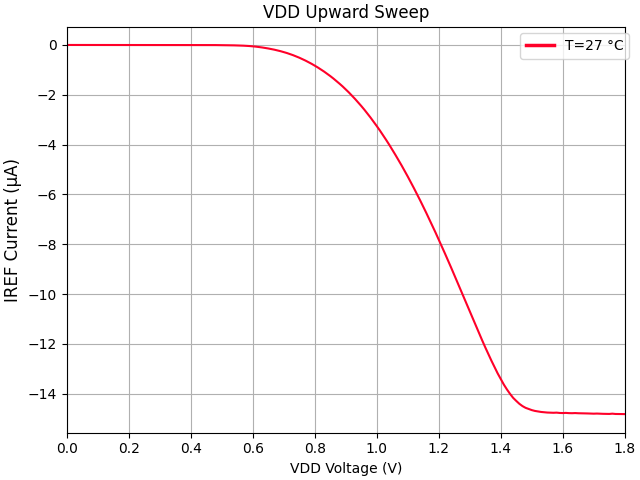 VDD Upward Sweep
T=27 °C
IREF Current (μA)
0
−2
−4
−6
−8
−10
−12
−14
0.0 0.2 0.4 0.6 0.8 1.0 1.2 1.4 1.6 1.8
VDD Voltage (V)